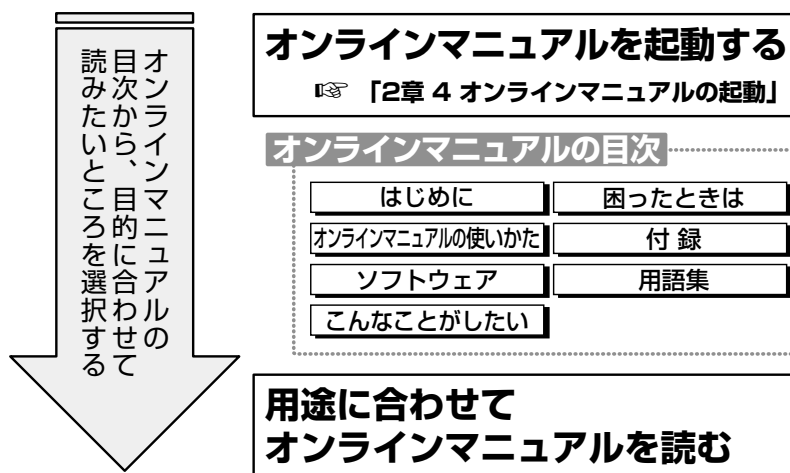 オンラインマニュアルの
目次から、目的に合わせて
読みたいところを選択する
オンラインマニュアルを起動する
☞ 「2章 4 オンラインマニュアルの起動」
オンラインマニュアルの目次
はじめに
オンラインマニュアルの使いかた
ソフトウェア
こんなことがしたい
困ったときは
付 録
用語集
用途に合わせて
オンラインマニュアルを読む